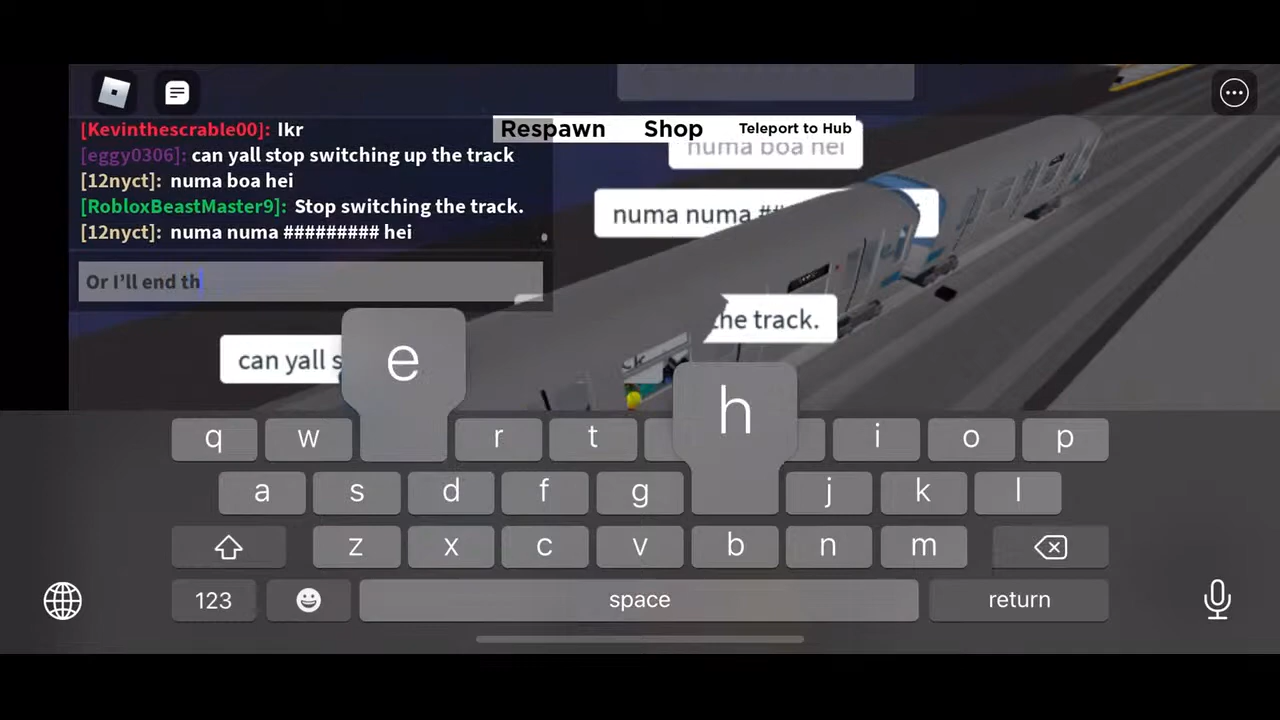 [Kevinthescrable00]: Ikr
Respawn Shop Teleport to Hub
numa boa hei
[eggy0306]: can yall stop switching up the track
[12nyct]: numa boa hei
[RobloxBeastMaster9]: Stop switching the track.
numa numa ##
[12nyct]: numa numa ######### hei
Or I’ll end th
the track.
can yall s
e
h
q w r t i o p
a s d f g j k l
z x c v b n m
123 space return